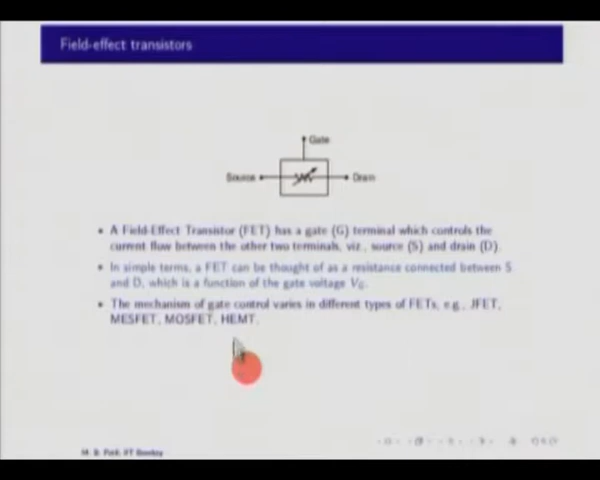 Field-effect transistors
Gate
Source
Drain
A Field-Effect Transistor (FET) has a gate (G) terminal which controls the
current flow between the other two terminals, viz., source (S) and drain (D).
In simple terms, a FET can be thought of as a resistance connected between S
and D, which is a function of the gate voltage VG.
The mechanism of gate control varies in different types of FETs, e.g., JFET,
MESFET, MOSFET, HEMT.
M. B. Patil, IIT Bombay